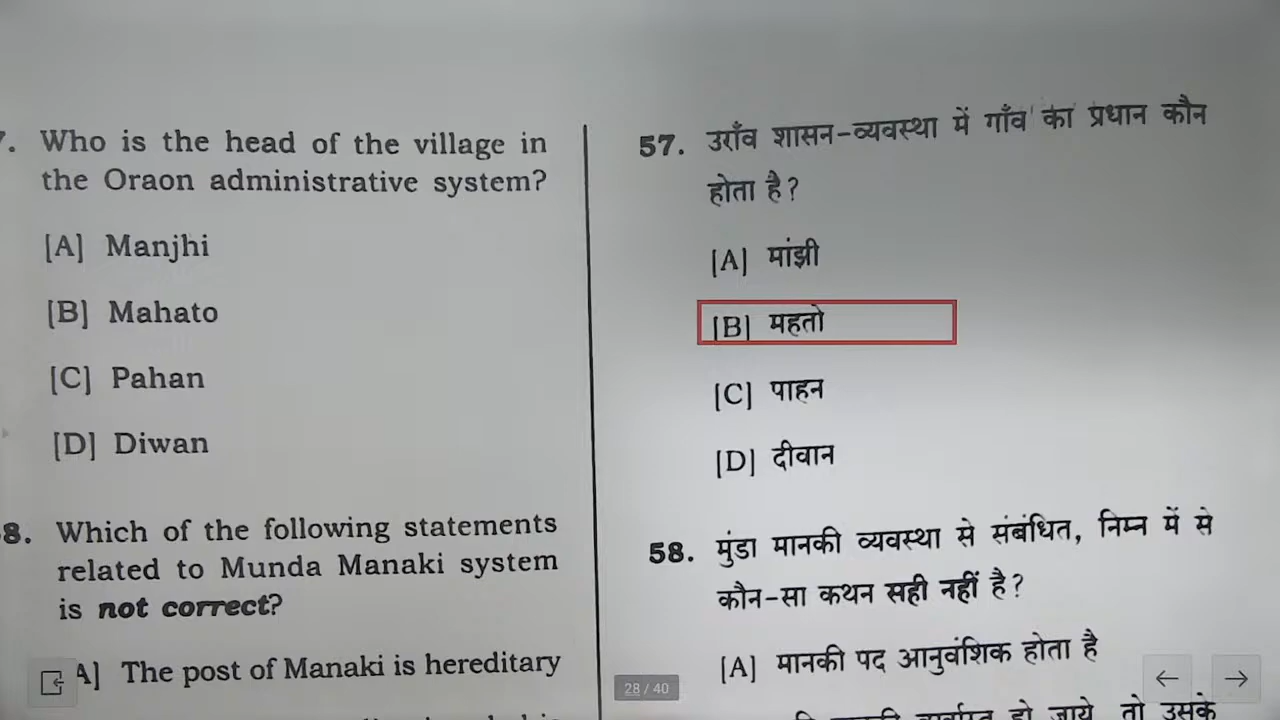 7. Who is the head of the village in
the Oraon administrative system?
[A] Manjhi
[B] Mahato
[C] Pahan
[D] Diwan
8. Which of the following statements
related to Munda Manaki system
is not correct?
A] The post of Manaki is hereditary
57. उराँव शासन-व्यवस्था में गाँव का प्रधान कौन
होता है?
[A] मांझी
[B] महतो
[C] पाहन
[D] दीवान
58. मुंडा मानकी व्यवस्था से संबंधित, निम्न में से
कौन-सा कथन सही नहीं है?
[A] मानकी पद आनुवंशिक होता है
हो जाये, तो उसके
28 / 40